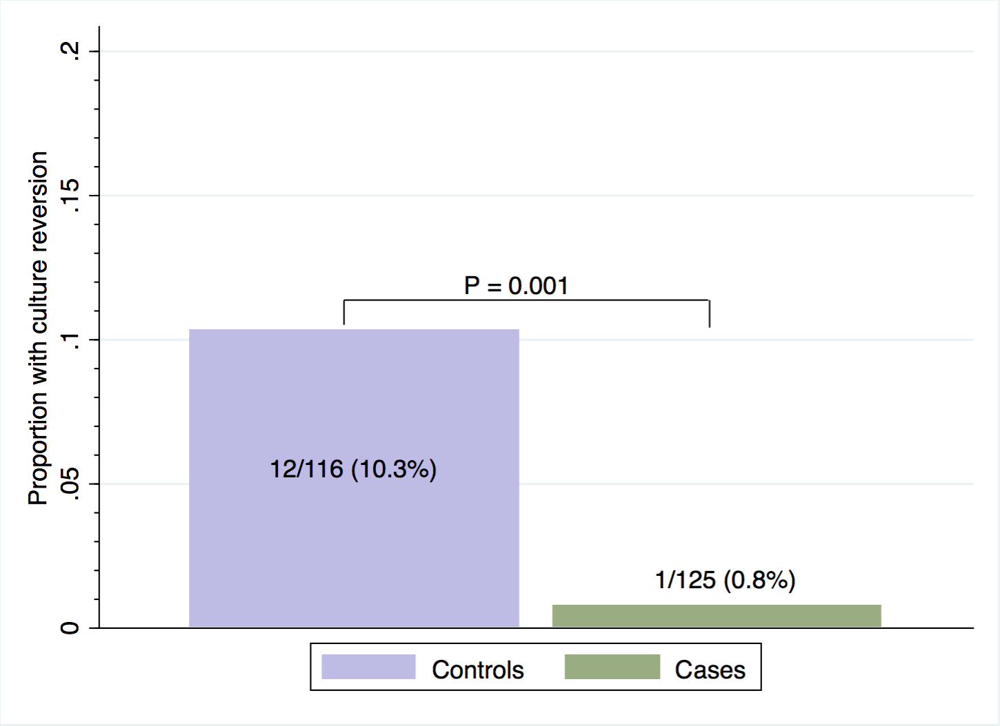 Proportion with culture reversion
.2
.15
.1
.05
0
P = 0.001
12/116 (10.3%)
1/125 (0.8%)
Controls
Cases